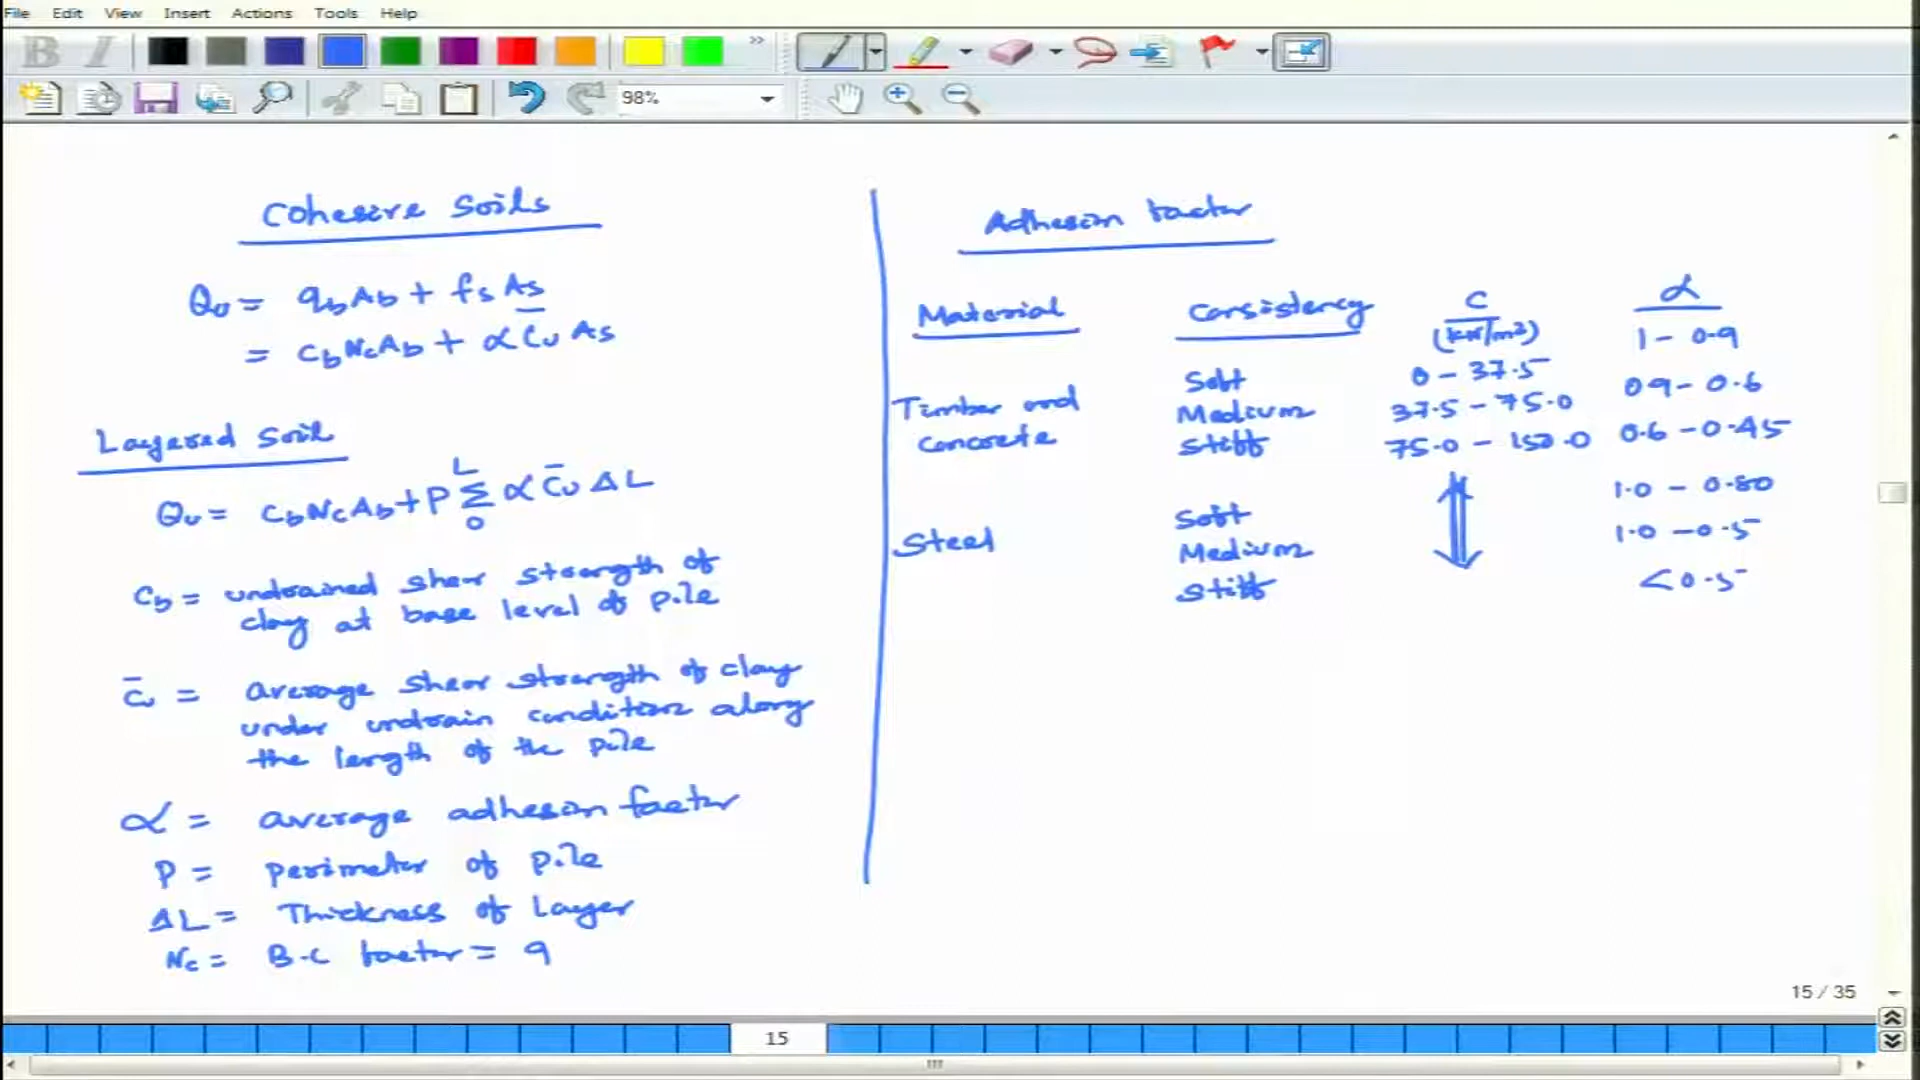 File Edit View Insert Actions Tools Help
98%
Cohesive Soils
Qu = qbAb + fsAs
= cbNcAb + α c̄u As
Layered Soil
Qu = cbNcAb + P Σ₀ᴸ α c̄u ΔL
cb = undrained shear strength of
clay at base level of pile
c̄u = average shear strength of clay
under undrain condition along
the length of the pile
α = average adhesion factor
P = perimeter of pile
ΔL = Thickness of layer
Nc = B.C factor = 9
Adhesion factor
Material Consistency C (kN/m²) α
Soft 0 - 37.5 1 - 0.9
Timber and Medium 37.5 - 75.0 0.9 - 0.6
concrete Stiff 75.0 - 150.0 0.6 - 0.45
Soft 1.0 - 0.80
Steel Medium 1.0 - 0.5
Stiff < 0.5
15 / 35
15